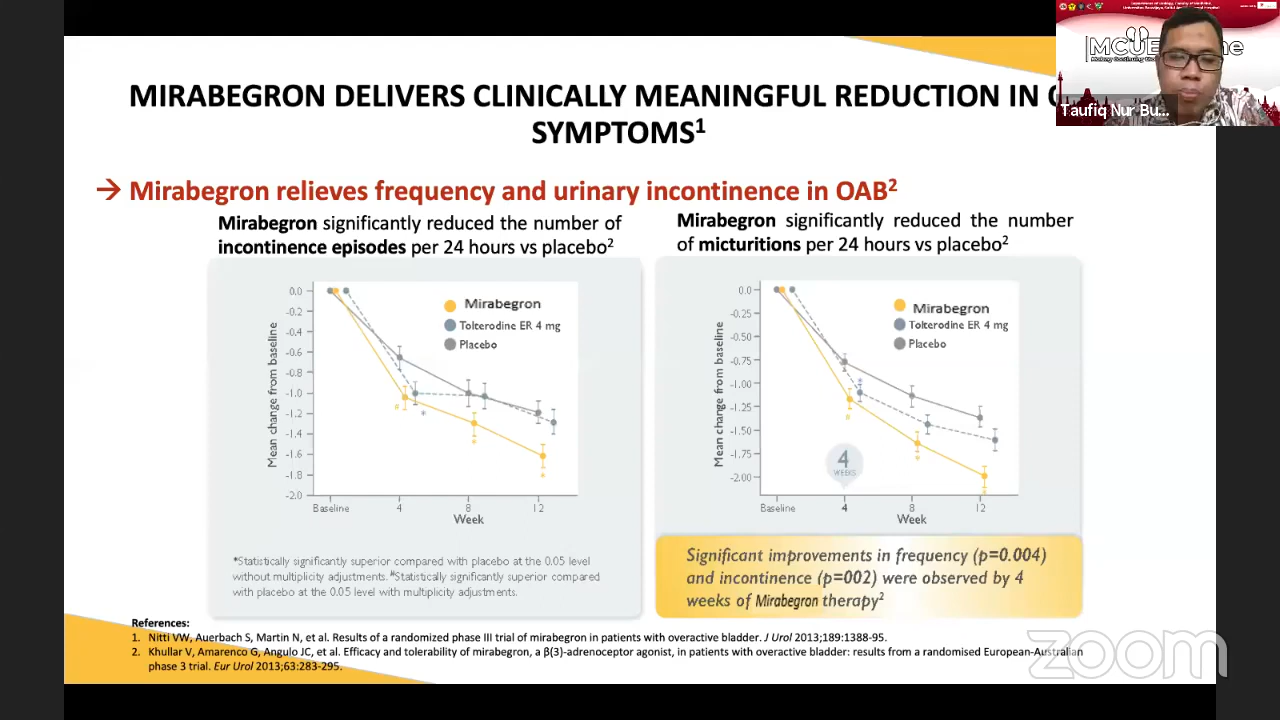 MIRABEGRON DELIVERS CLINICALLY MEANINGFUL REDUCTION IN
SYMPTOMS1
→ Mirabegron relieves frequency and urinary incontinence in OAB2
Mirabegron significantly reduced the number of
incontinence episodes per 24 hours vs placebo2
0,0
-0.2
-0.4
-0.6
-0.8
-1.0
-1.2
-1.4
-1.6
-1.8
-2.0
Mean change from baseline
Mirabegron
Tolterodine ER 4 mg
Placebo
#
*
*
*
Baseline
4
8
12
Week
*Statistically significantly superior compared with placebo at the 0.05 level
without multiplicity adjustments. #Statistically significantly superior compared
with placebo at the 0.05 level with multiplicity adjustments.
Mirabegron significantly reduced the number
of micturitions per 24 hours vs placebo2
0.0
-0.25
-0.50
-0.75
-1.00
-1.25
-1.50
-1.75
-2.00
Mean change from baseline
Mirabegron
Tolterodine ER 4 mg
Placebo
*
#
*
*
4
WEEKS
Baseline
4
8
12
Week
Significant improvements in frequency (p=0.004)
and incontinence (p=002) were observed by 4
weeks of Mirabegron therapy2
References:
1. Nitti VW, Auerbach S, Martin N, et al. Results of a randomized phase III trial of mirabegron in patients with overactive bladder. J Urol 2013;189:1388-95.
2. Khullar V, Amarenco G, Angulo JC, et al. Efficacy and tolerability of mirabegron, a β(3)-adrenoceptor agonist, in patients with overactive bladder: results from a randomised European-Australian
phase 3 trial. Eur Urol 2013;63:283-295.
Taufiq Nur Bu...
zoom